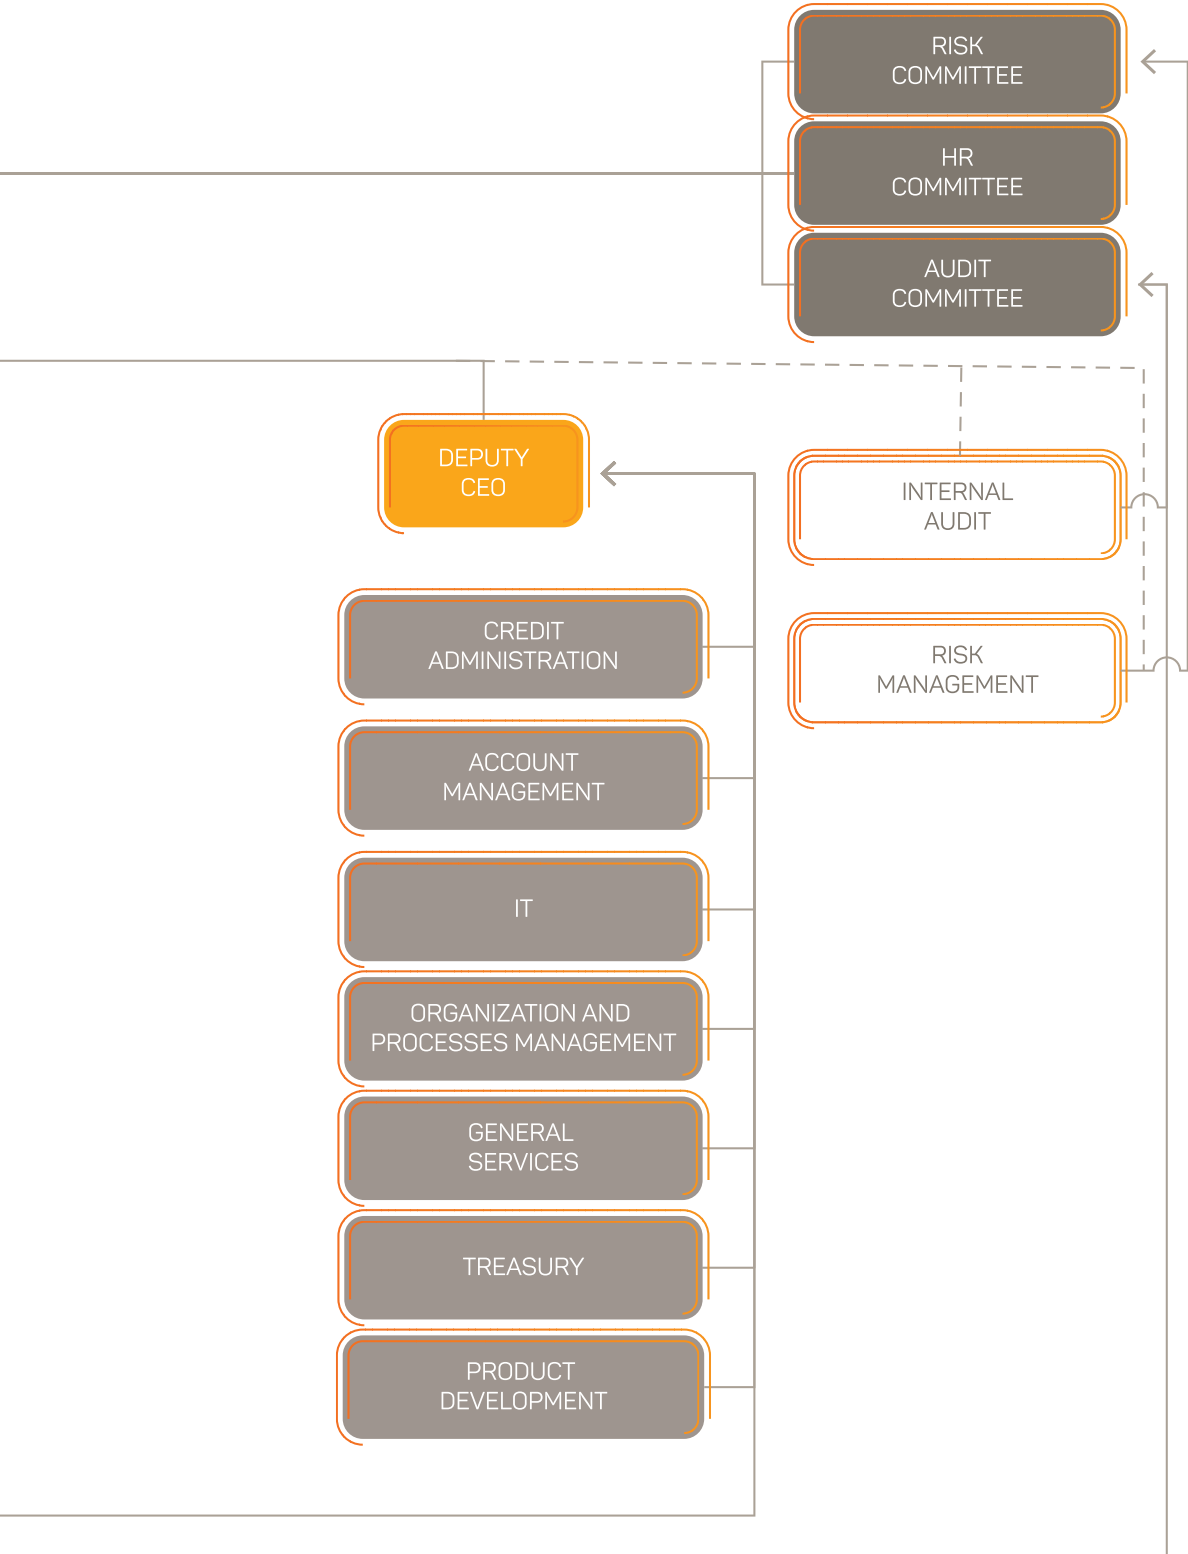 RISK
COMMITTEE
HR
COMMITTEE
AUDIT
COMMITTEE
DEPUTY
CEO
INTERNAL
AUDIT
CREDIT
ADMINISTRATION
RISK
MANAGEMENT
ACCOUNT
MANAGEMENT
IT
ORGANIZATION AND
PROCESSES MANAGEMENT
GENERAL
SERVICES
TREASURY
PRODUCT
DEVELOPMENT